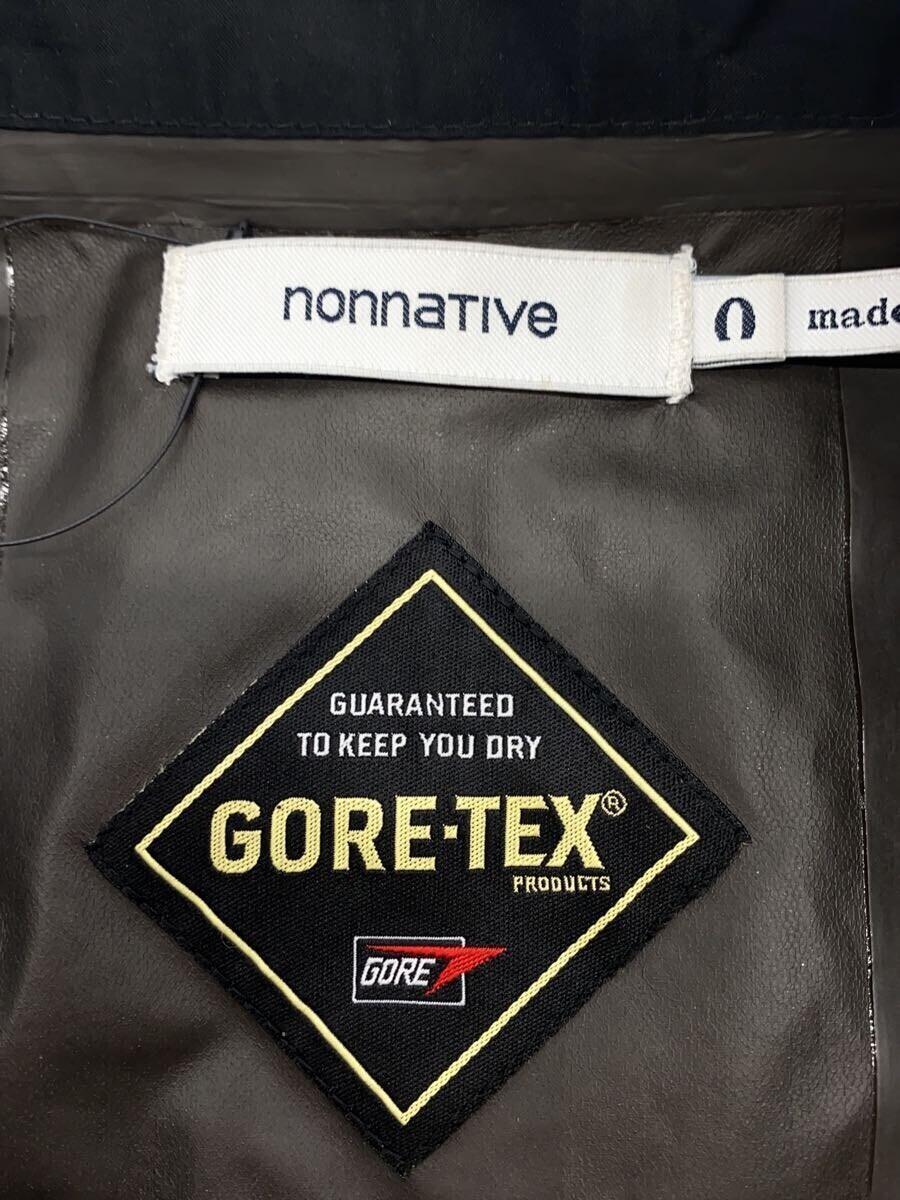 nonnaTIve
0
made
GUARANTEED
TO KEEP YOU DRY
GORE-TEX®
PRODUCTS
GORE